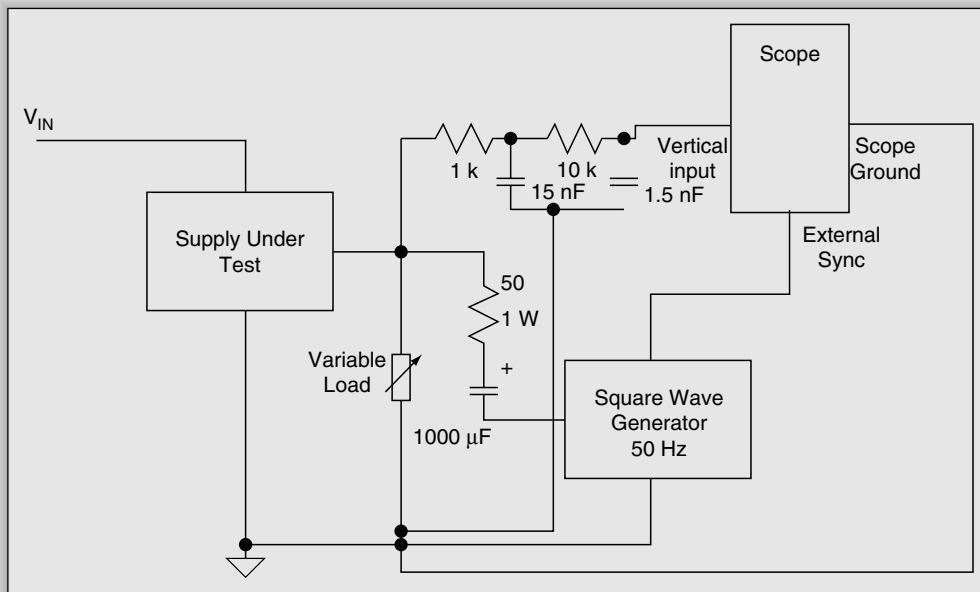 Scope
V_IN
1 k
10 k
Vertical
input
Scope
Ground
15 nF
1.5 nF
External
Sync
Supply Under
Test
50
1 W
Variable
Load
+
Square Wave
Generator
50 Hz
1000 μF